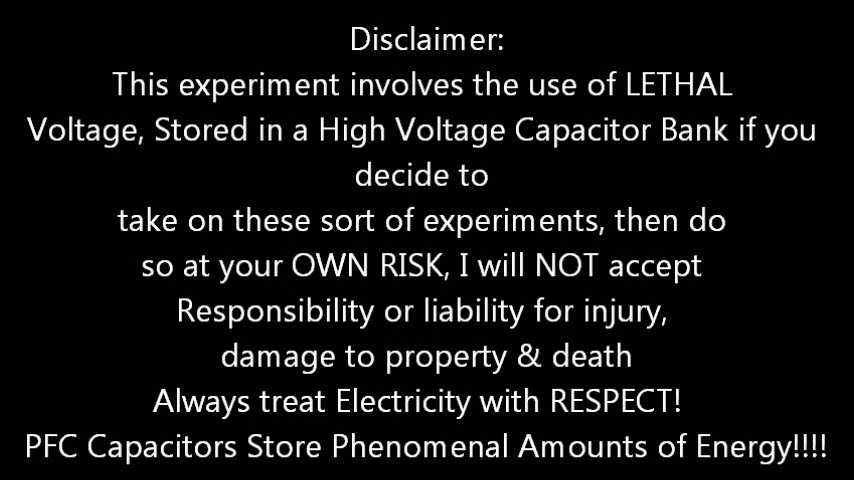 Disclaimer:
This experiment involves the use of LETHAL
Voltage, Stored in a High Voltage Capacitor Bank if you
decide to
take on these sort of experiments, then do
so at your OWN RISK, I will NOT accept
Responsibility or liability for injury,
damage to property & death
Always treat Electricity with RESPECT!
PFC Capacitors Store Phenomenal Amounts of Energy!!!!